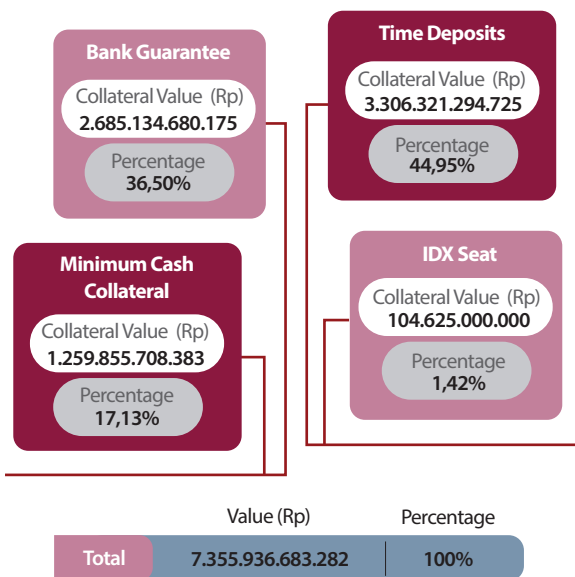 Bank Guarantee
Collateral Value (Rp)
2.685.134.680.175
Percentage
36,50%
Time Deposits
Collateral Value (Rp)
3.306.321.294.725
Percentage
44,95%
Minimum Cash
Collateral
Collateral Value (Rp)
1.259.855.708.383
Percentage
17,13%
IDX Seat
Collateral Value (Rp)
104.625.000.000
Percentage
1,42%
Value (Rp) Percentage
Total 7.355.936.683.282 100%